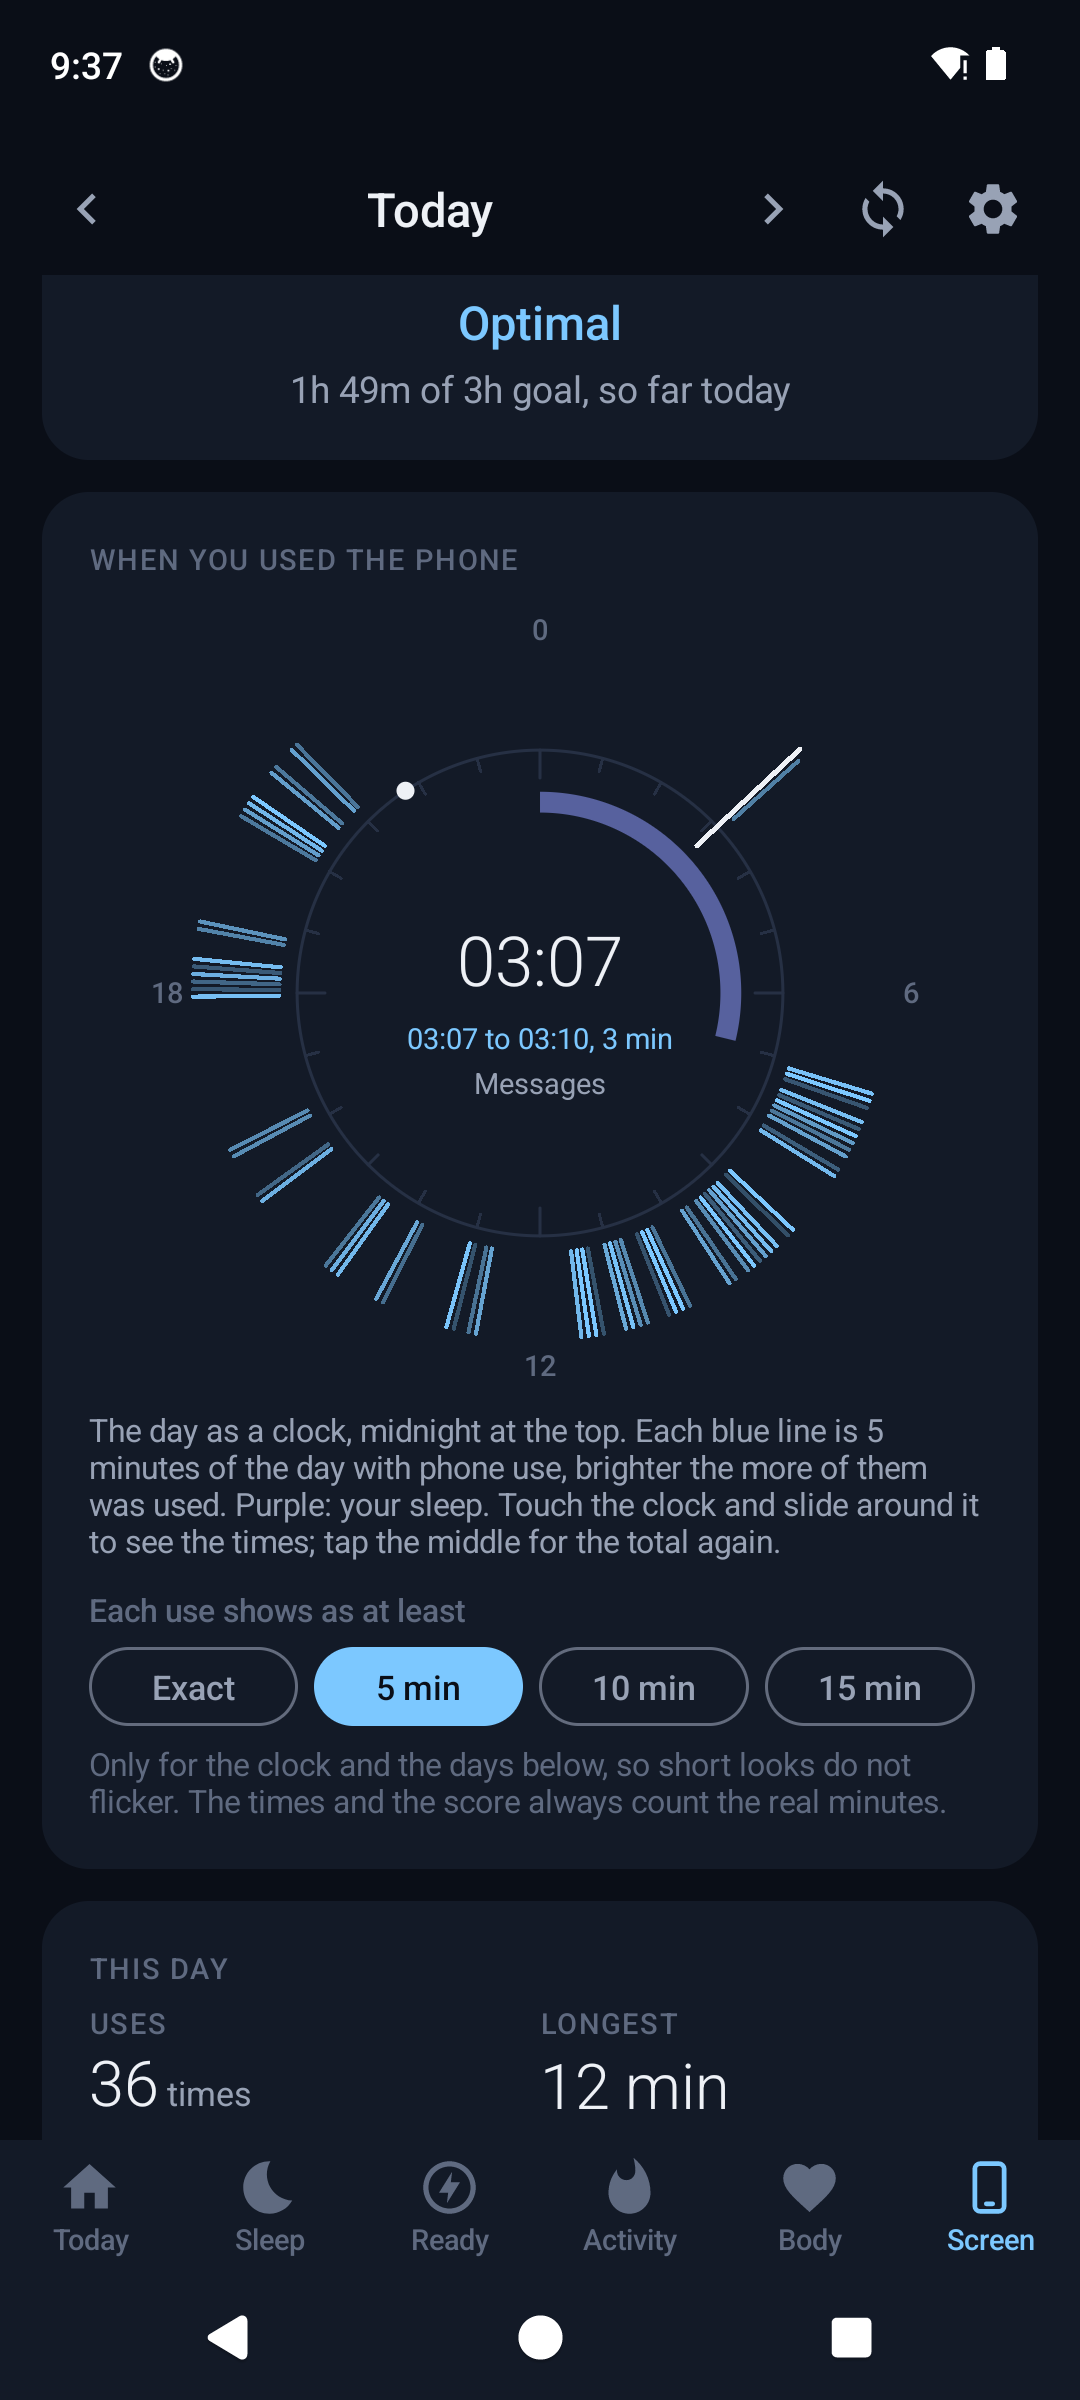 9:37
Today
Optimal
1h 49m of 3h goal, so far today
WHEN YOU USED THE PHONE
0
03:07
18
6
03:07 to 03:10, 3 min
Messages
12
The day as a clock, midnight at the top. Each blue line is 5
minutes of the day with phone use, brighter the more of them
was used. Purple: your sleep. Touch the clock and slide around it
to see the times; tap the middle for the total again.
Each use shows as at least
Exact 5 min 10 min 15 min
Only for the clock and the days below, so short looks do not
flicker. The times and the score always count the real minutes.
THIS DAY
USES LONGEST
36 times 12 min
Today Sleep Ready Activity Body Screen